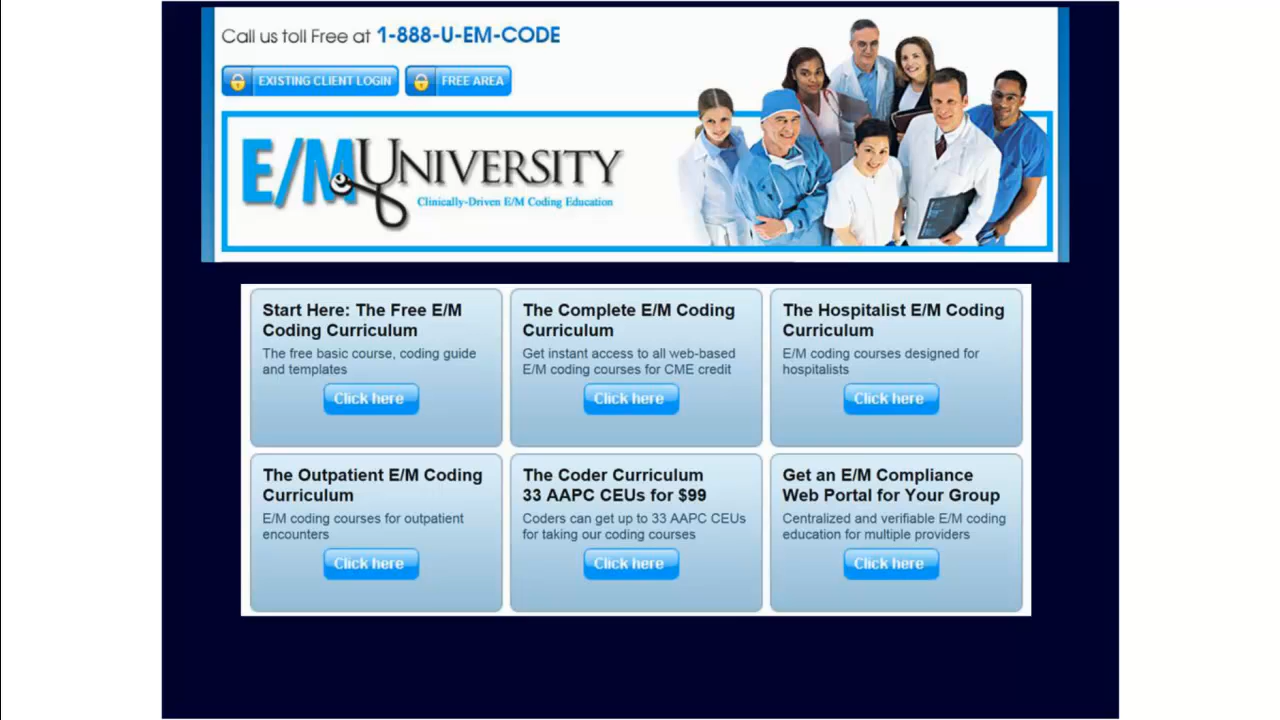 Call us toll Free at 1-888-U-EM-CODE
EXISTING CLIENT LOGIN
FREE AREA
E/M UNIVERSITY
Clinically-Driven E/M Coding Education
Start Here: The Free E/M
Coding Curriculum
The free basic course, coding guide
and templates
Click here
The Complete E/M Coding
Curriculum
Get instant access to all web-based
E/M coding courses for CME credit
Click here
The Hospitalist E/M Coding
Curriculum
E/M coding courses designed for
hospitalists
Click here
The Outpatient E/M Coding
Curriculum
E/M coding courses for outpatient
encounters
Click here
The Coder Curriculum
33 AAPC CEUs for $99
Coders can get up to 33 AAPC CEUs
for taking our coding courses
Click here
Get an E/M Compliance
Web Portal for Your Group
Centralized and verifiable E/M coding
education for multiple providers
Click here